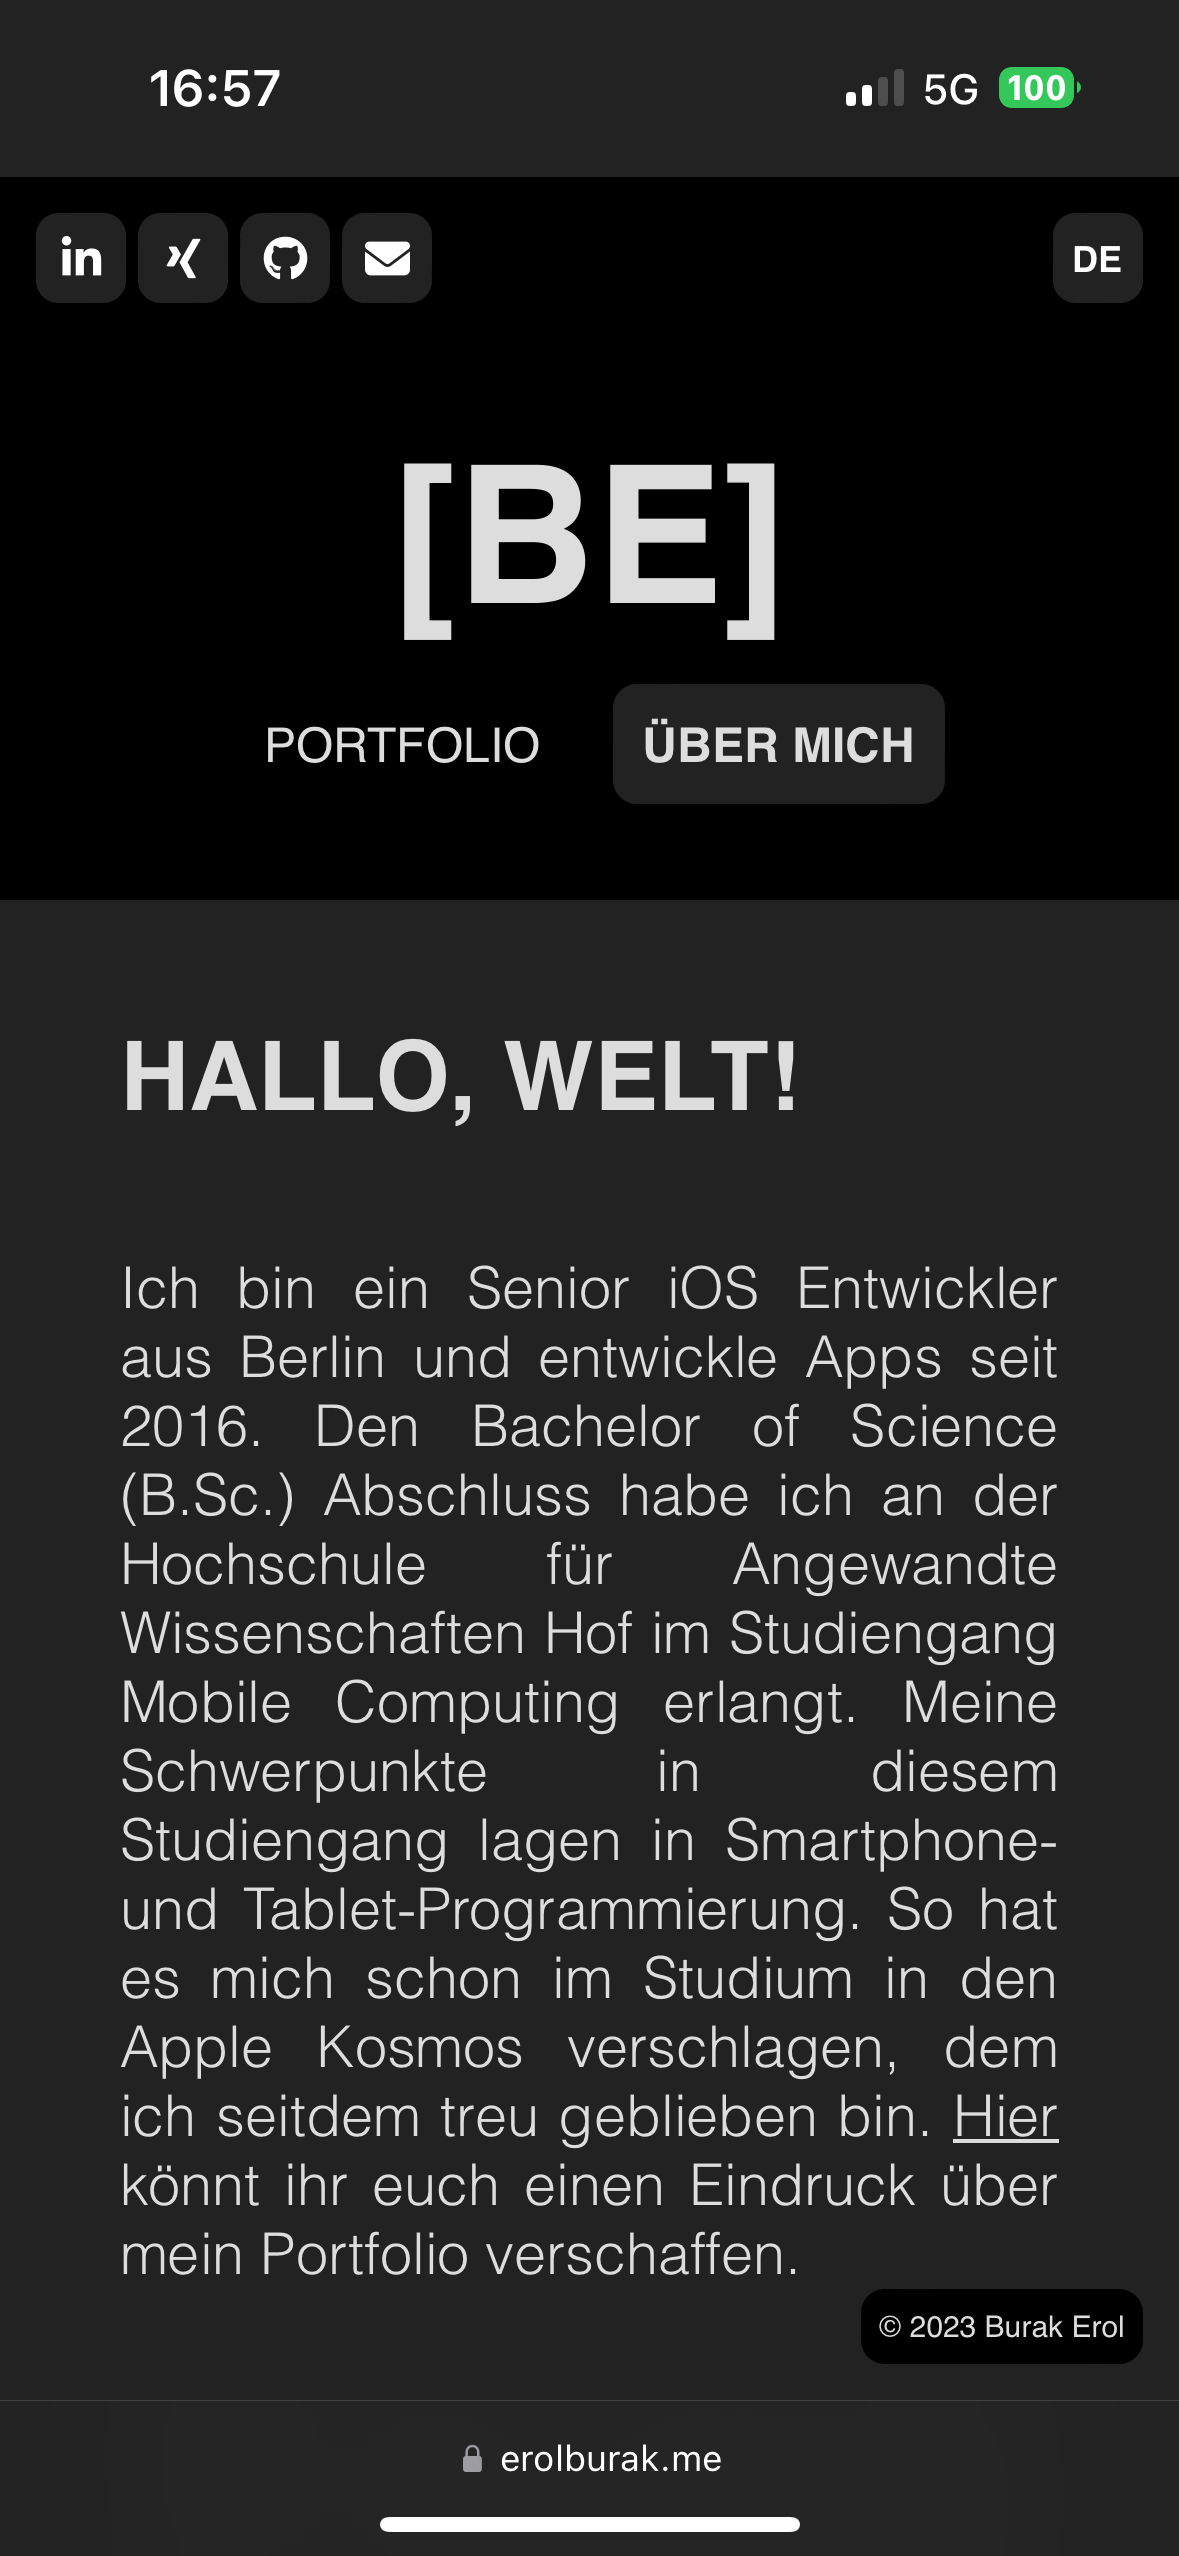 16:57 5G 100
in DE
[BE]
PORTFOLIO ÜBER MICH
HALLO, WELT!
Ich bin ein Senior iOS Entwickler
aus Berlin und entwickle Apps seit
2016. Den Bachelor of Science
(B.Sc.) Abschluss habe ich an der
Hochschule für Angewandte
Wissenschaften Hof im Studiengang
Mobile Computing erlangt. Meine
Schwerpunkte in diesem
Studiengang lagen in Smartphone-
und Tablet-Programmierung. So hat
es mich schon im Studium in den
Apple Kosmos verschlagen, dem
ich seitdem treu geblieben bin. Hier
könnt ihr euch einen Eindruck über
mein Portfolio verschaffen.
© 2023 Burak Erol
erolburak.me